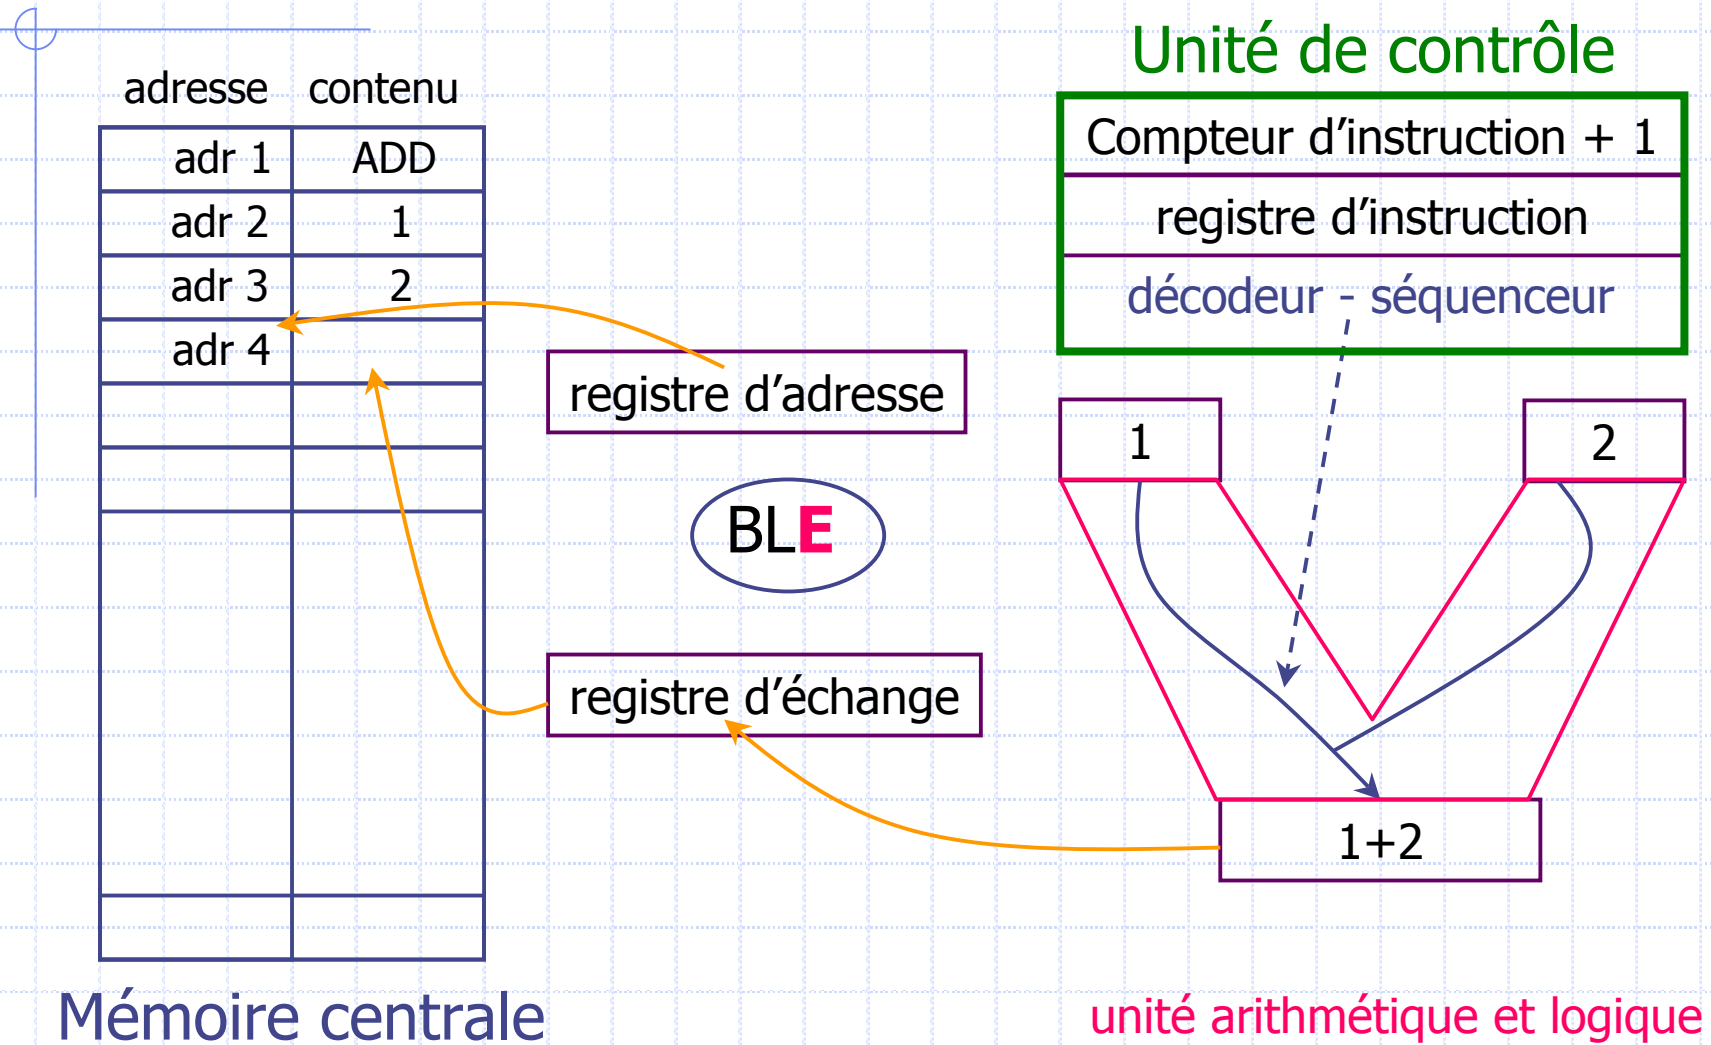 adresse contenu
adr 1 ADD
adr 2 1
adr 3 2
adr 4
Mémoire centrale
registre d’adresse
BLE
registre d’échange
Unité de contrôle
Compteur d’instruction + 1
registre d’instruction
décodeur - séquenceur
1 2
1+2
unité arithmétique et logique